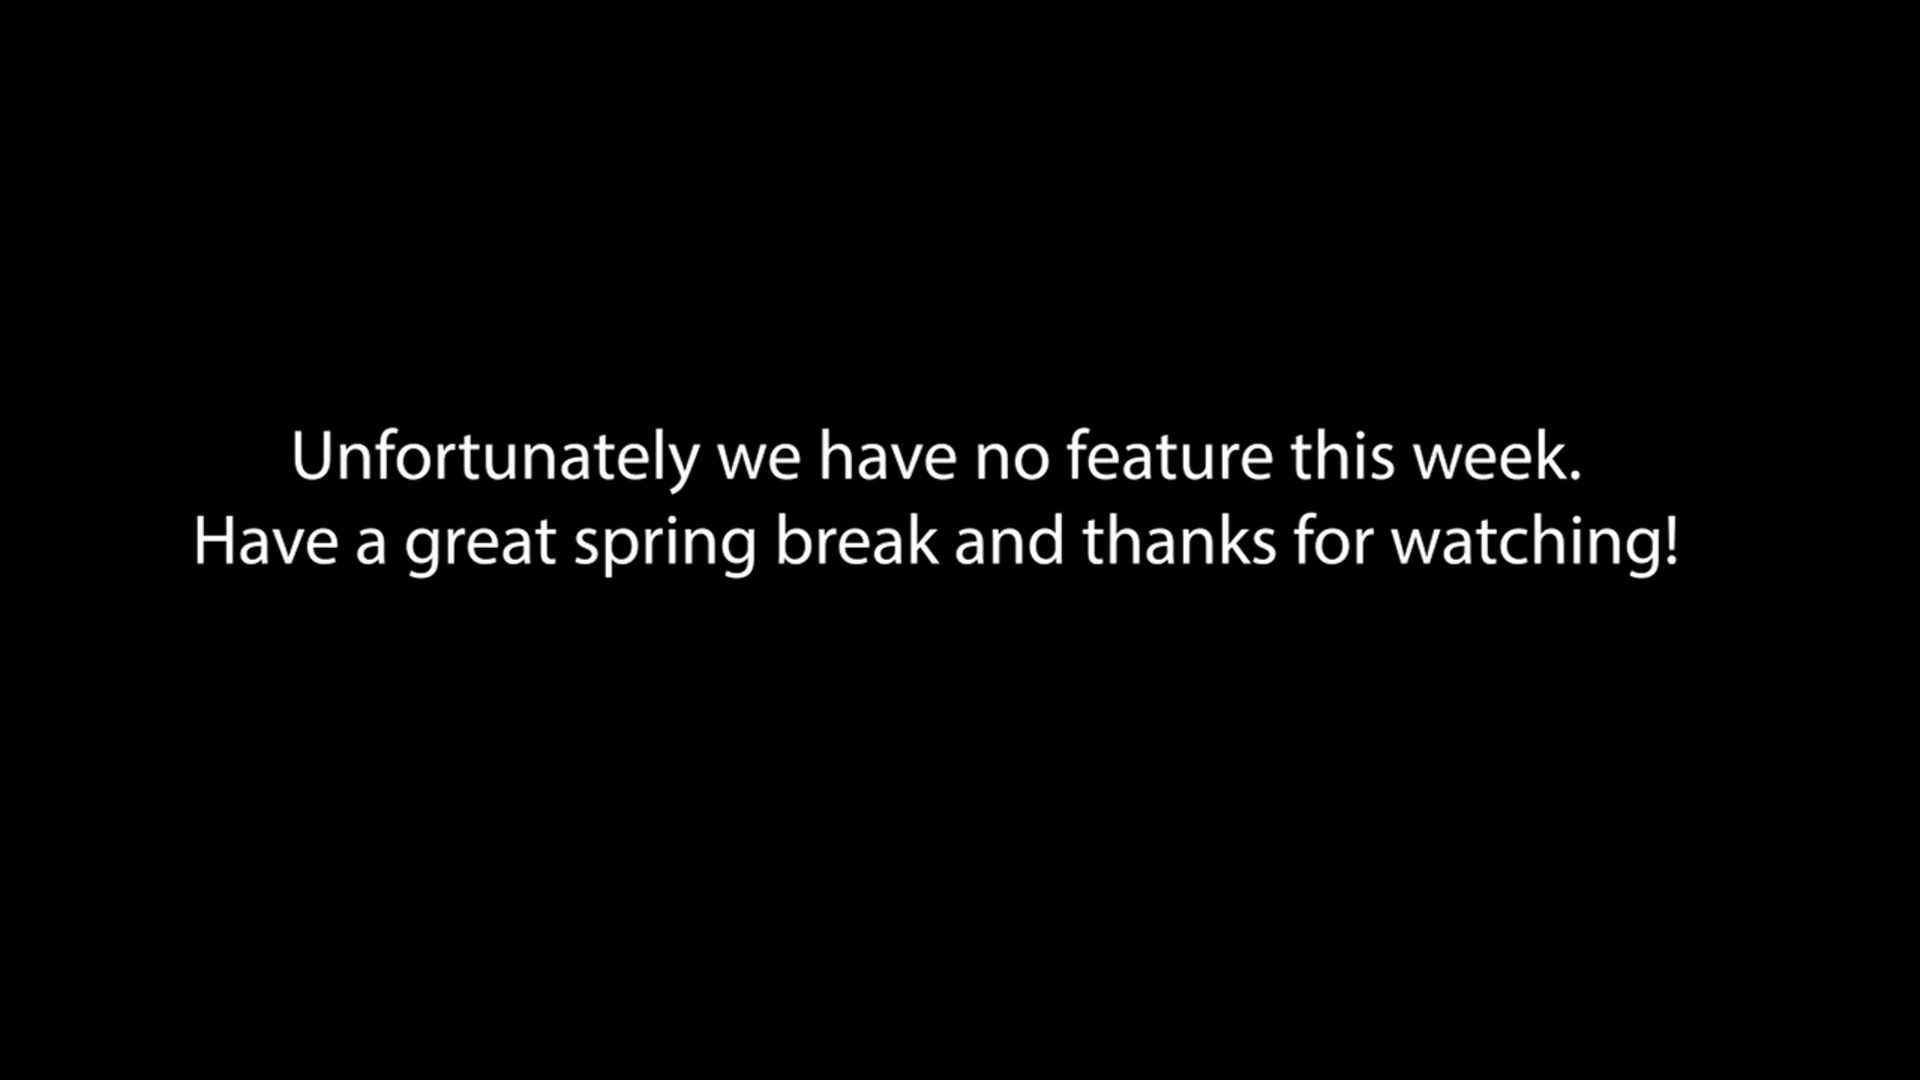 Unfortunately we have no feature this week.
Have a great spring break and thanks for watching!